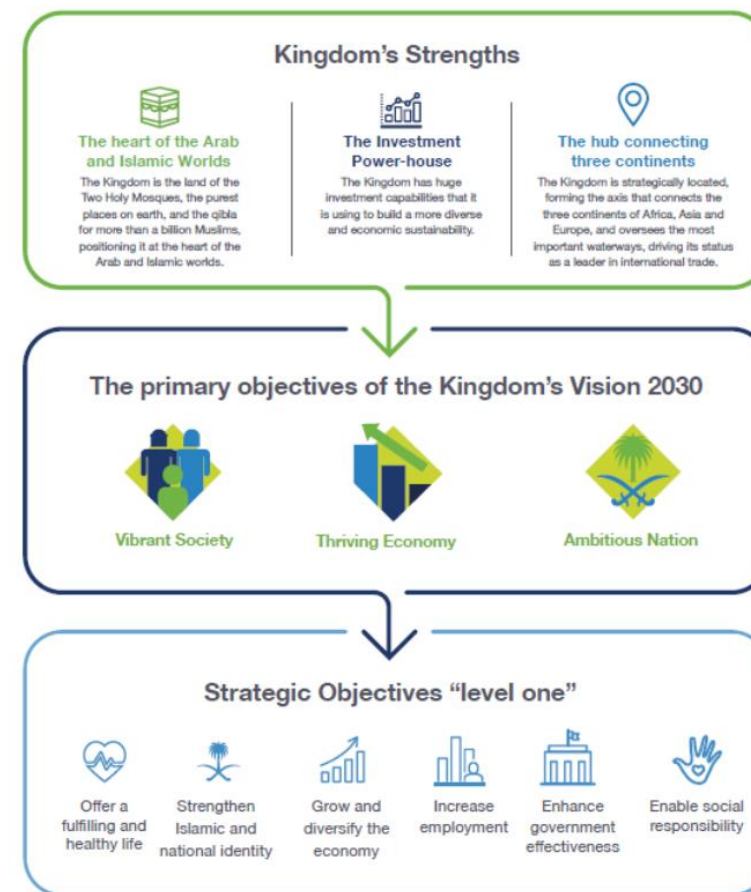 Kingdom's Strengths
The heart of the Arab
and Islamic Worlds
The Kingdom is the land of the
Two Holy Mosques, the purest
places on earth, and the qibla
for more than a billion Muslims,
positioning it at the heart of the
Arab and Islamic worlds.
The Investment
Power-house
The Kingdom has huge
investment capabilities that it
is using to build a more diverse
and economic sustainability.
The hub connecting
three continents
The Kingdom is strategically located,
forming the axis that connects the
three continents of Africa, Asia and
Europe, and oversees the most
important waterways, driving its status
as a leader in international trade.
The primary objectives of the Kingdom's Vision 2030
Vibrant Society
Thriving Economy
Ambitious Nation
Strategic Objectives “level one”
Offer a
fulfilling and
healthy life
Strengthen
Islamic and
national identity
Grow and
diversify the
economy
Increase
employment
Enhance
government
effectiveness
Enable social
responsibility